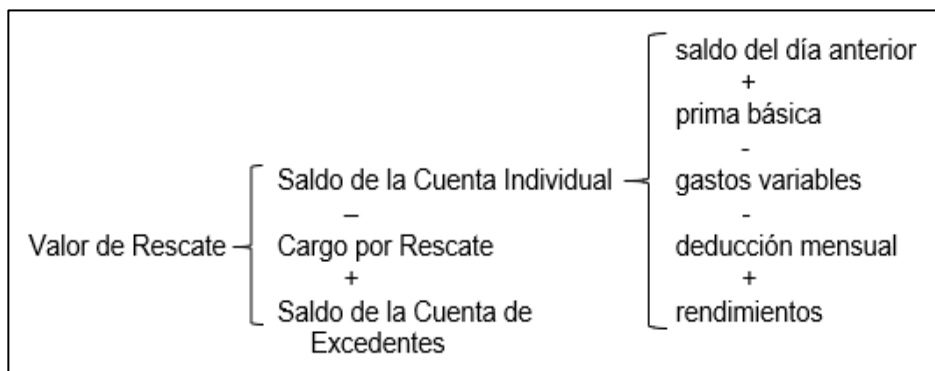 Valor de Rescate
Saldo de la Cuenta Individual
–
Cargo por Rescate
+
Saldo de la Cuenta de
Excedentes
saldo del día anterior
+
prima básica
-
gastos variables
-
deducción mensual
+
rendimientos